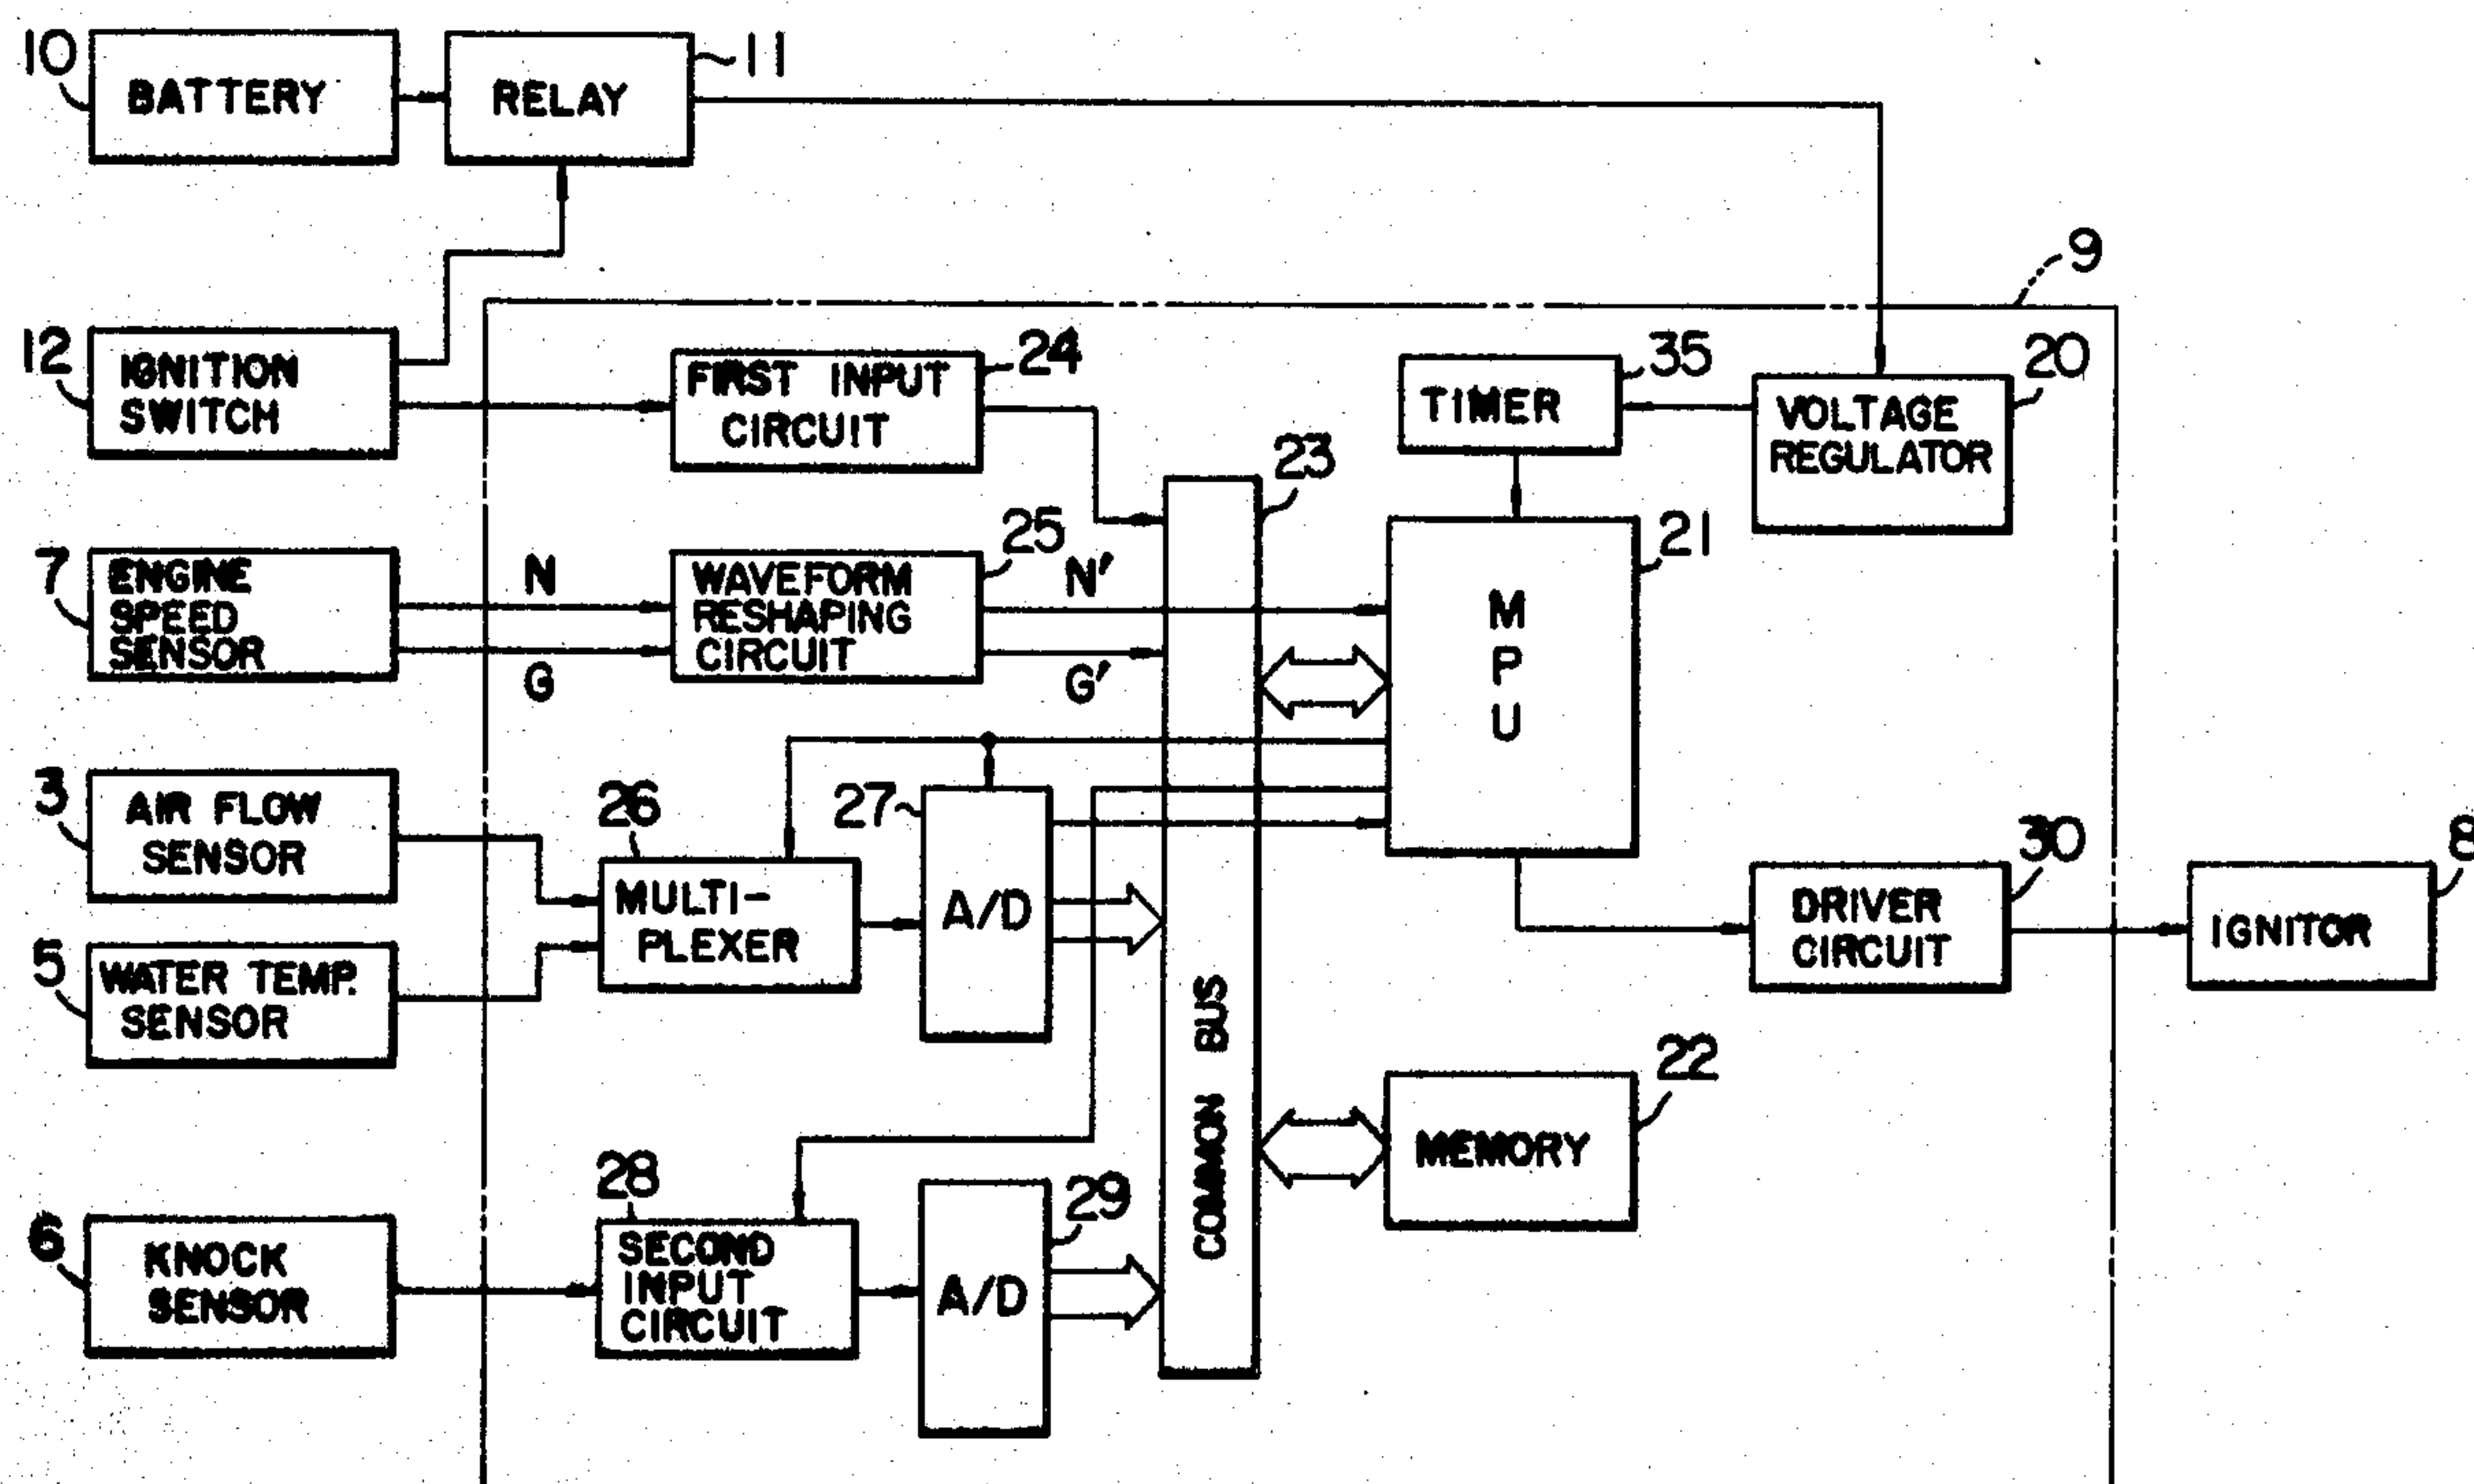 10
BATTERY
RELAY
11
9
12
IGNITION
SWITCH
FIRST INPUT
CIRCUIT
24
TIMER
35
VOLTAGE
REGULATOR
20
23
7
ENGINE
SPEED
SENSOR
N
G
WAVEFORM
RESHAPING
CIRCUIT
25
N'
G'
M
P
U
21
3
AIR FLOW
SENSOR
26
MULTI-
PLEXER
27
A/D
5
WATER TEMP.
SENSOR
COMMON BUS
DRIVER
CIRCUIT
30
IGNITOR
8
MEMORY
22
6
KNOCK
SENSOR
28
SECOND
INPUT
CIRCUIT
A/D
29